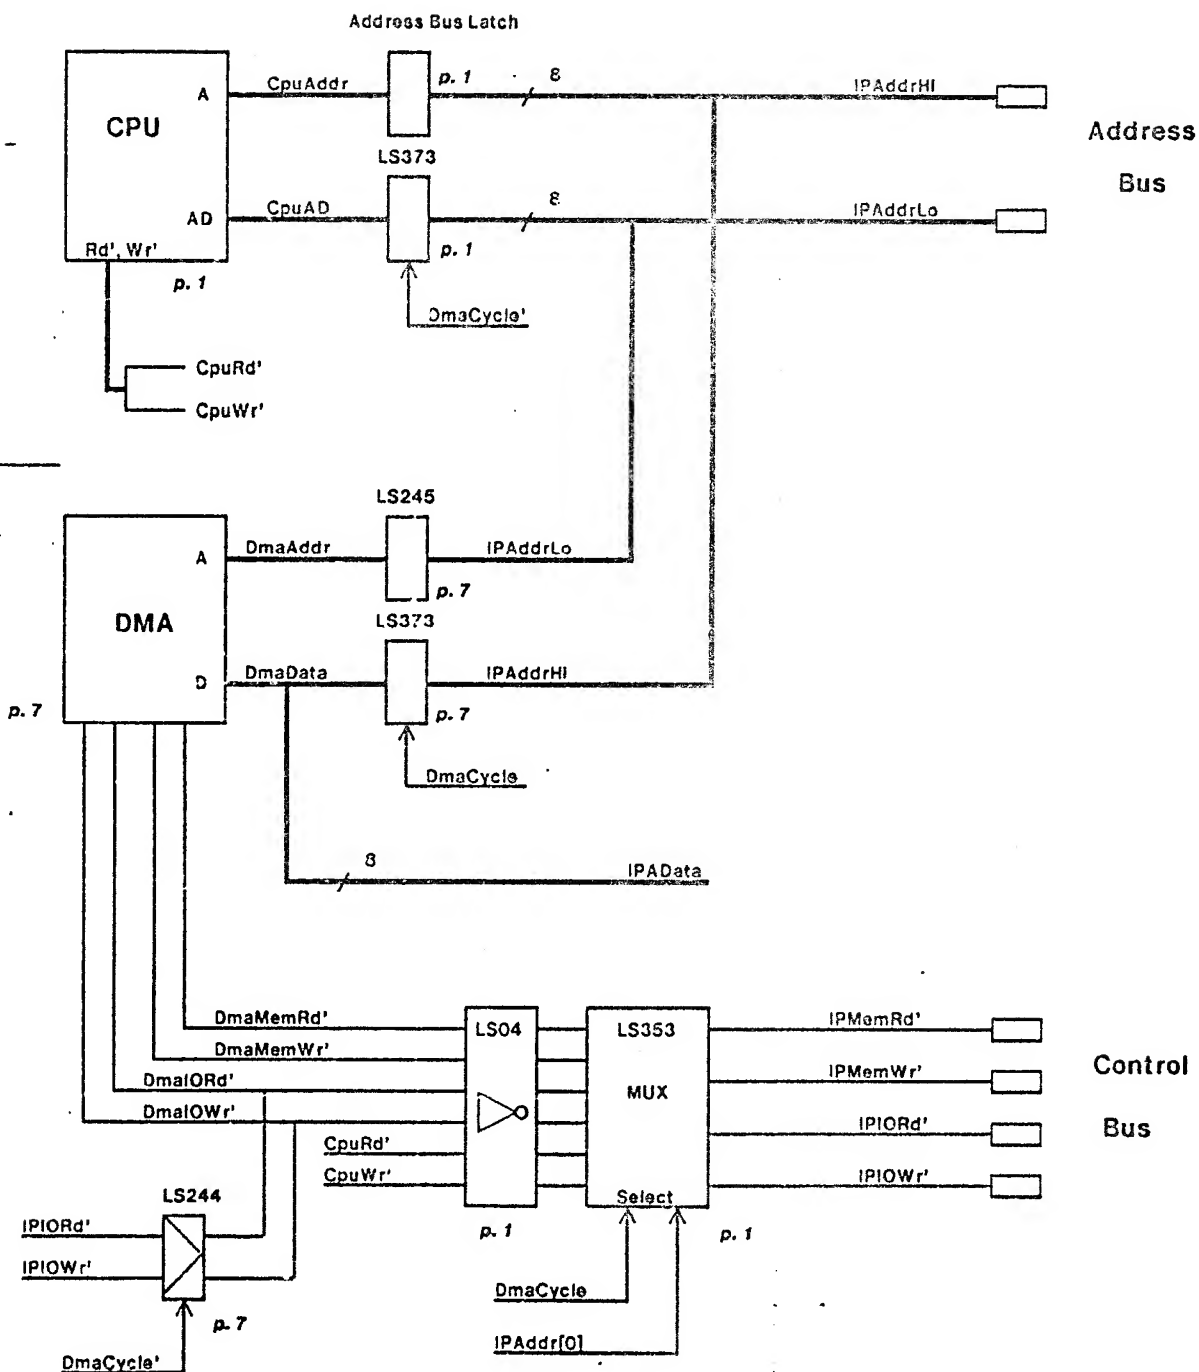 Address Bus Latch
CPU
A
CpuAddr
p. 1
8
IPAddrHI
Address
Bus
LS373
AD
CpuAD
8
IPAddrLo
p. 1
Rd', Wr'
p. 1
DmaCycle'
CpuRd'
CpuWr'
LS245
DMA
A
DmaAddr
IPAddrLo
p. 7
LS373
D
DmaData
IPAddrHI
p. 7
p. 7
DmaCycle
8
IPAData
DmaMemRd'
LS04
LS353
IPMemRd'
DmaMemWr'
Control
Bus
IPMemWr'
DmaIORd'
MUX
DmaIOWr'
IPIORd'
CpuRd'
CpuWr'
IPIOWr'
Select
LS244
p. 1
p. 1
IPIORd'
IPIOWr'
DmaCycle
p. 7
IPAddr[0]
DmaCycle'